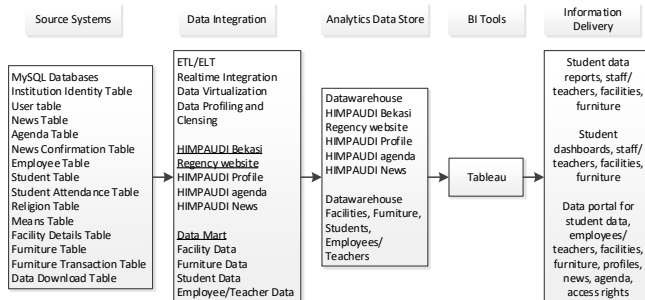 Source Systems
Data Integration
Analytics Data Store
BI Tools
Information
Delivery
MySQL Databases
Institution Identity Table
User table
News Table
Agenda Table
News Confirmation Table
Employee Table
Student Table
Student Attendance Table
Religion Table
Means Table
Facility Details Table
Furniture Table
Furniture Transaction Table
Data Download Table
ETL/ELT
Realtime Integration
Data Virtualization
Data Profiling and
Clensing
HIMPAUDI Bekasi
Regency website
HIMPAUDI Profile
HIMPAUDI agenda
HIMPAUDI News
Data Mart
Facility Data
Furniture Data
Student Data
Employee/Teacher Data
Datawarehouse
HIMPAUDI Bekasi
Regency website
HIMPAUDI Profile
HIMPAUDI agenda
HIMPAUDI News
Datawarehouse
Facilities, Furniture,
Students,
Employees/
Teachers
Tableau
Student data
reports, staff/
teachers, facilities,
furniture
Student
dashboards, staff/
teachers, facilities,
furniture
Data portal for
student data,
employees/
teachers, facilities,
furniture, profiles,
news, agenda,
access rights